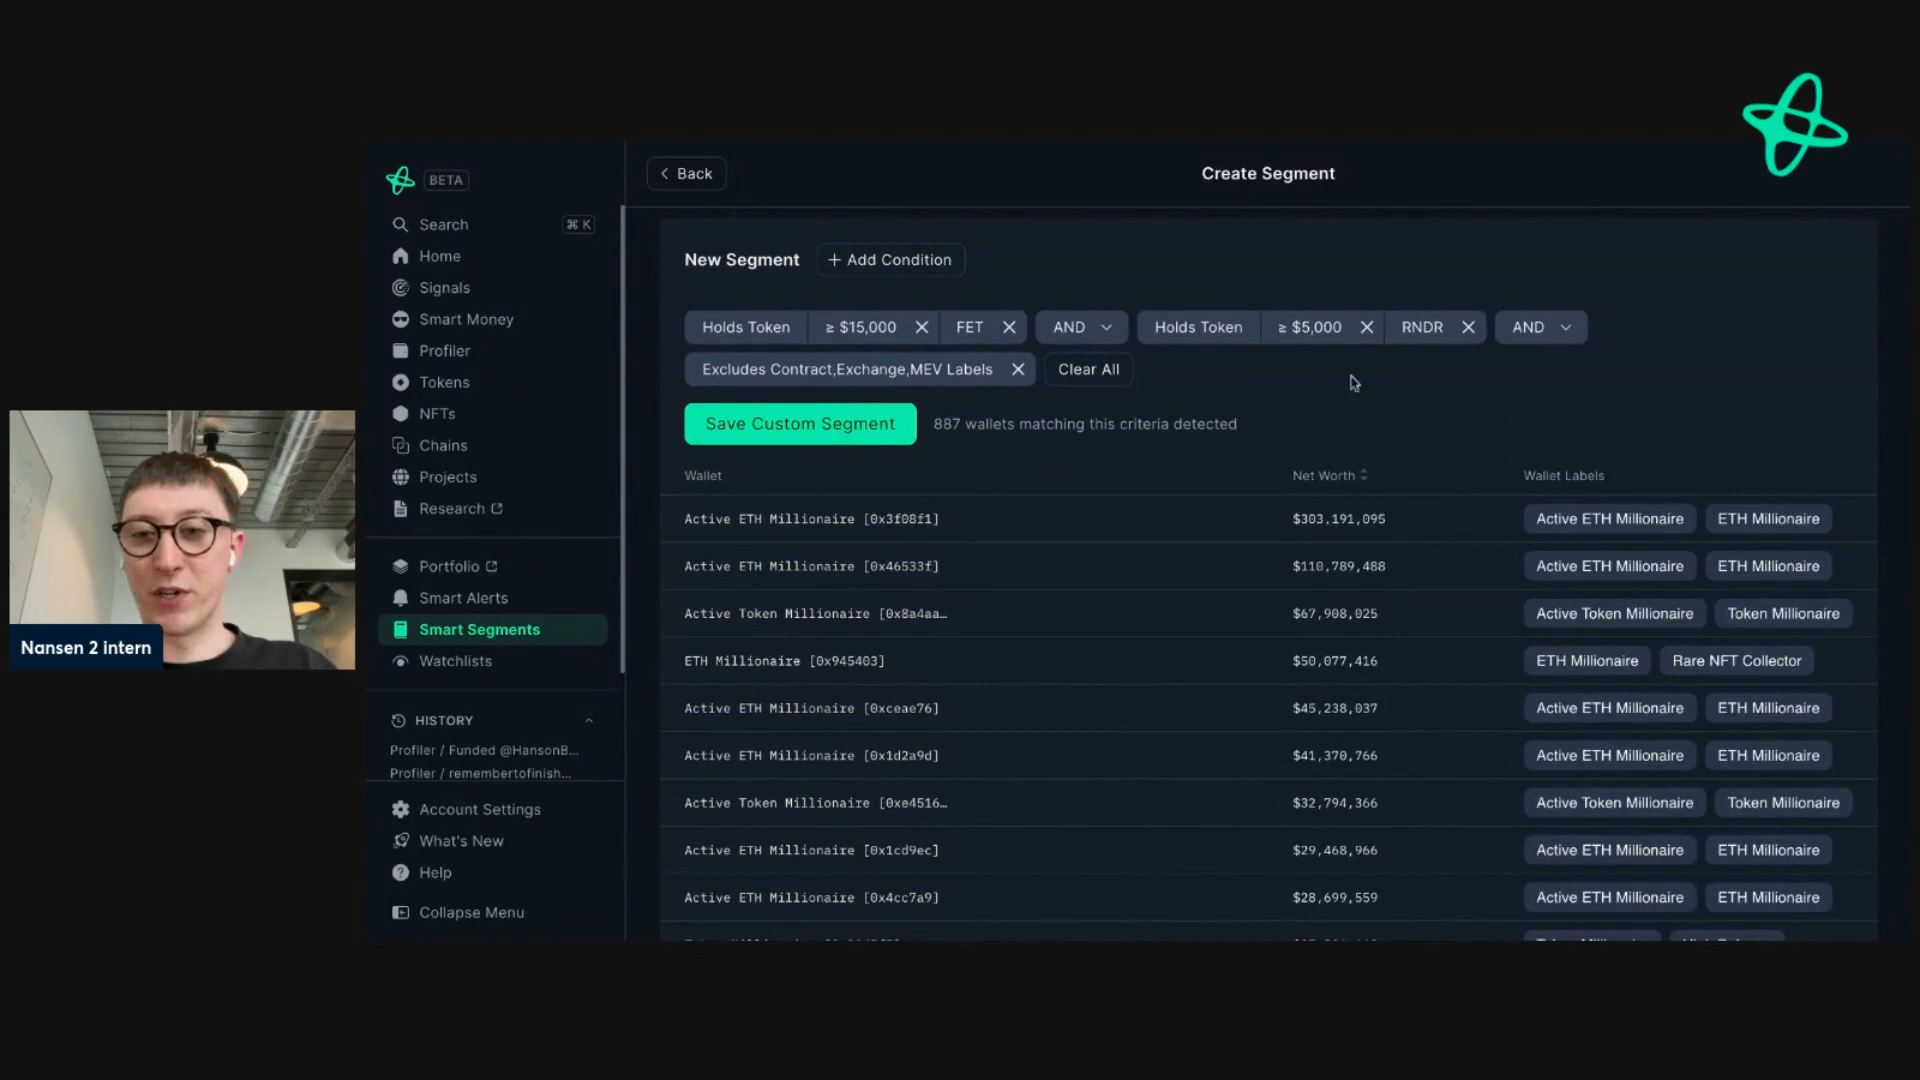 BETA
Back
Create Segment
Search
⌘ K
Home
Signals
Smart Money
Profiler
Tokens
NFTs
Chains
Projects
Research
Portfolio
Smart Alerts
Smart Segments
Watchlists
HISTORY
Profiler / Funded @HansonB...
Profiler / remembertofinish...
Account Settings
What's New
Help
Collapse Menu
New Segment
+ Add Condition
Holds Token ≥ $15,000 FET AND Holds Token ≥ $5,000 RNDR AND
Excludes Contract,Exchange,MEV Labels Clear All
Save Custom Segment 887 wallets matching this criteria detected
Wallet Net Worth Wallet Labels
Active ETH Millionaire [0x3f08f1] $303,191,095 Active ETH Millionaire ETH Millionaire
Active ETH Millionaire [0x46533f] $110,789,488 Active ETH Millionaire ETH Millionaire
Active Token Millionaire [0x8a4aa… $67,908,025 Active Token Millionaire Token Millionaire
ETH Millionaire [0x945403] $50,077,416 ETH Millionaire Rare NFT Collector
Active ETH Millionaire [0xceae76] $45,238,037 Active ETH Millionaire ETH Millionaire
Active ETH Millionaire [0x1d2a9d] $41,370,766 Active ETH Millionaire ETH Millionaire
Active Token Millionaire [0xe4516… $32,794,366 Active Token Millionaire Token Millionaire
Active ETH Millionaire [0x1cd9ec] $29,468,966 Active ETH Millionaire ETH Millionaire
Active ETH Millionaire [0x4cc7a9] $28,699,559 Active ETH Millionaire ETH Millionaire
Nansen 2 intern